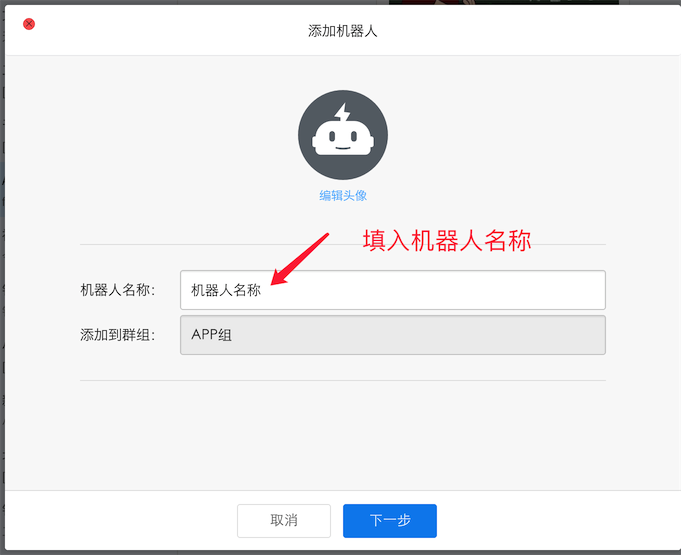 添加机器人
编辑头像
填入机器人名称
机器人名称： 机器人名称
添加到群组： APP组
取消 下一步